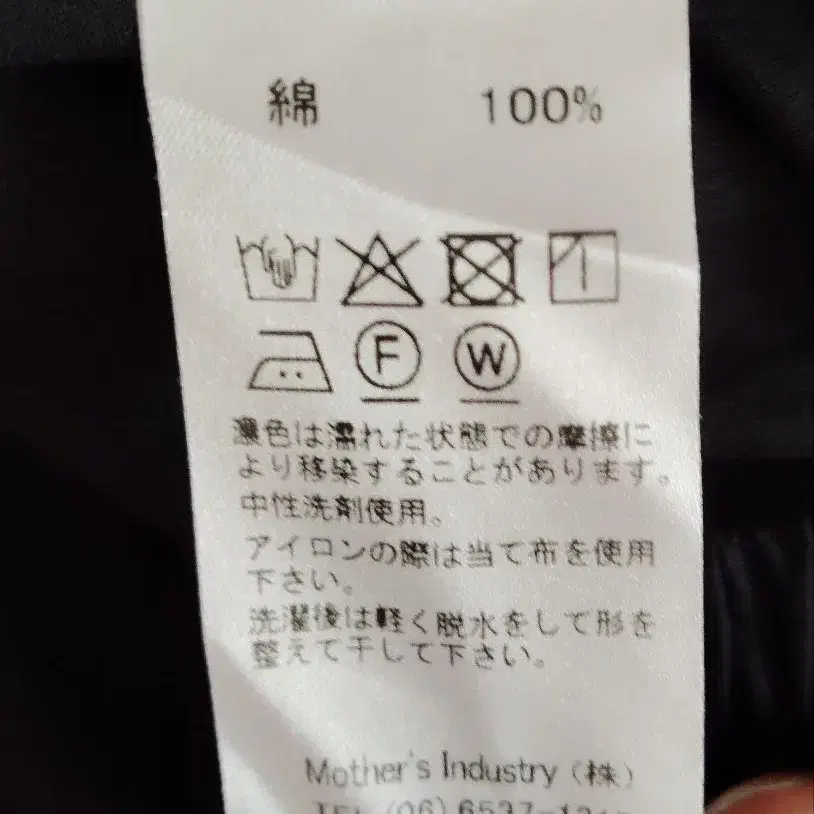 綿 100%
F W
濃色は濡れた状態での摩擦に
より移染することがあります。
中性洗剤使用。
アイロンの際は当て布を使用
下さい。
洗濯後は軽く脱水をして形を
整えて干して下さい。
Mother's Industry (株)
TEL (06) 6537-